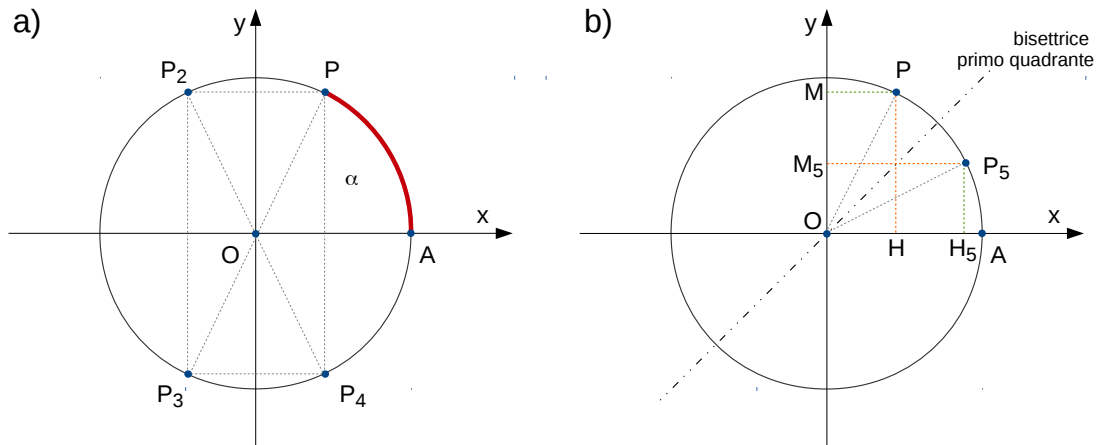 a)
y
P₂
P
α
x
O
A
P₃
P₄
b)
y
bisettrice
primo quadrante
P
M
M₅
P₅
O
x
H
H₅
A